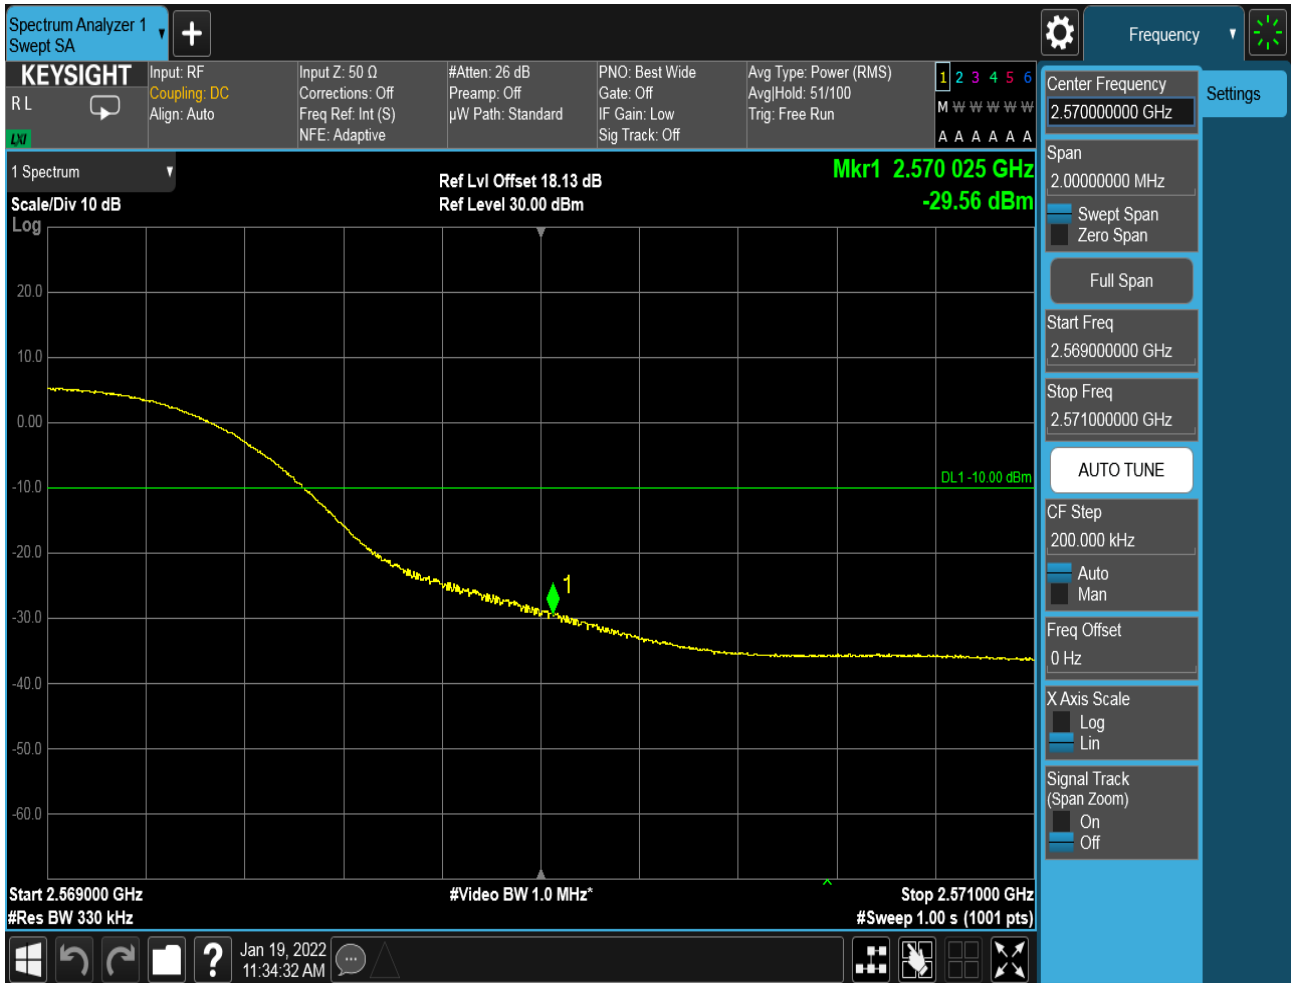 Spectrum Analyzer 1
Swept SA
Frequency
KEYSIGHT
R L
LXI
Input: RF
Coupling: DC
Align: Auto
Input Z: 50 Ω
Corrections: Off
Freq Ref: Int (S)
NFE: Adaptive
#Atten: 26 dB
Preamp: Off
µW Path: Standard
PNO: Best Wide
Gate: Off
IF Gain: Low
Sig Track: Off
Avg Type: Power (RMS)
Avg|Hold: 51/100
Trig: Free Run
1 2 3 4 5 6
M W W W W W
A A A A A A
1 Spectrum
Scale/Div 10 dB
Log
Ref Lvl Offset 18.13 dB
Ref Level 30.00 dBm
Mkr1 2.570 025 GHz
-29.56 dBm
20.0
10.0
0.00
-10.0
-20.0
-30.0
-40.0
-50.0
-60.0
DL1 -10.00 dBm
1
Start 2.569000 GHz
#Res BW 330 kHz
#Video BW 1.0 MHz*
Stop 2.571000 GHz
#Sweep 1.00 s (1001 pts)
?
Jan 19, 2022
11:34:32 AM
Center Frequency
2.570000000 GHz
Span
2.00000000 MHz
Swept Span
Zero Span
Full Span
Start Freq
2.569000000 GHz
Stop Freq
2.571000000 GHz
AUTO TUNE
CF Step
200.000 kHz
Auto
Man
Freq Offset
0 Hz
X Axis Scale
Log
Lin
Signal Track
(Span Zoom)
On
Off
Settings